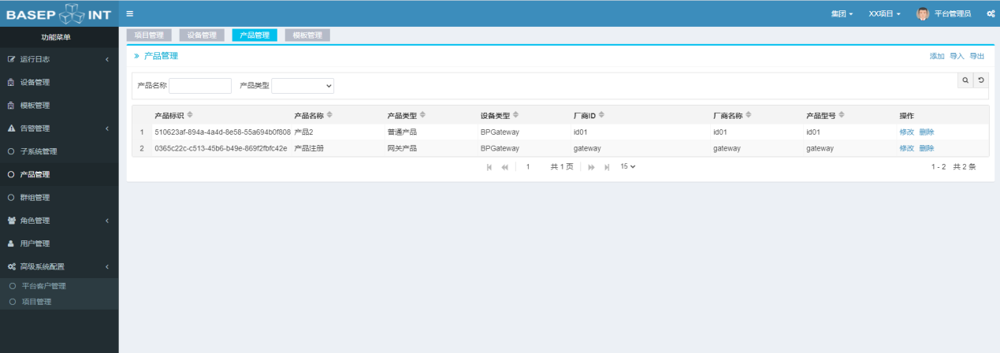 BASEP INT
集团 XX项目 平台管理员
功能菜单
运行日志
设备管理
模板管理
告警管理
子系统管理
产品管理
群组管理
角色管理
用户管理
高级系统配置
平台客户管理
项目管理
项目管理 设备管理 产品管理 模板管理
» 产品管理 添加 导入 导出
产品名称 产品类型
产品标识 产品名称 产品类型 设备类型 厂商ID 厂商名称 产品型号 操作
1 510623af-894a-4a4d-8e58-55a694b0f808 产品2 普通产品 BPGateway id01 id01 id01 修改 删除
2 0365c22c-c513-45b6-b49e-869f2fbfc42e 产品注册 网关产品 BPGateway gateway gateway gateway 修改 删除
1 共 1 页 15 1 - 2 共 2 条